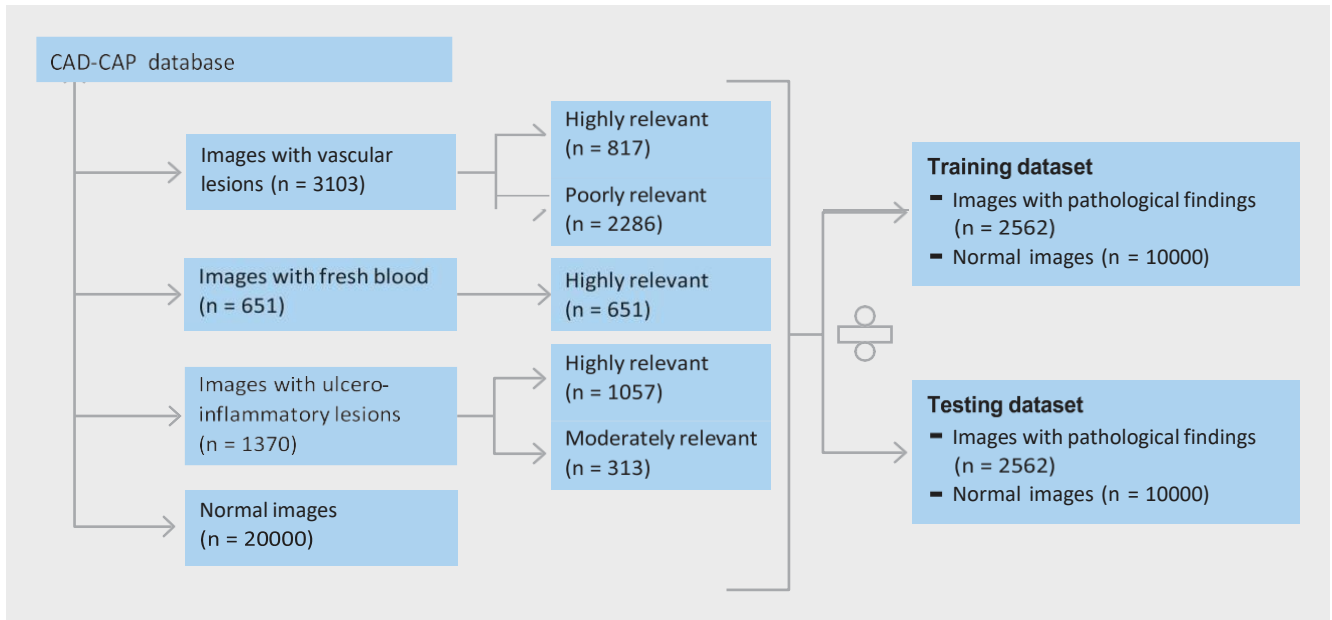 CAD-CAP database
Images with vascular
lesions (n = 3103)
Highly relevant
(n = 817)
Poorly relevant
(n = 2286)
Images with fresh blood
(n = 651)
Highly relevant
(n = 651)
Images with ulcero-
inflammatory lesions
(n = 1370)
Highly relevant
(n = 1057)
Moderately relevant
(n = 313)
Normal images
(n = 20000)
Training dataset
– Images with pathological findings
(n = 2562)
– Normal images (n = 10000)
Testing dataset
– Images with pathological findings
(n = 2562)
– Normal images (n = 10000)